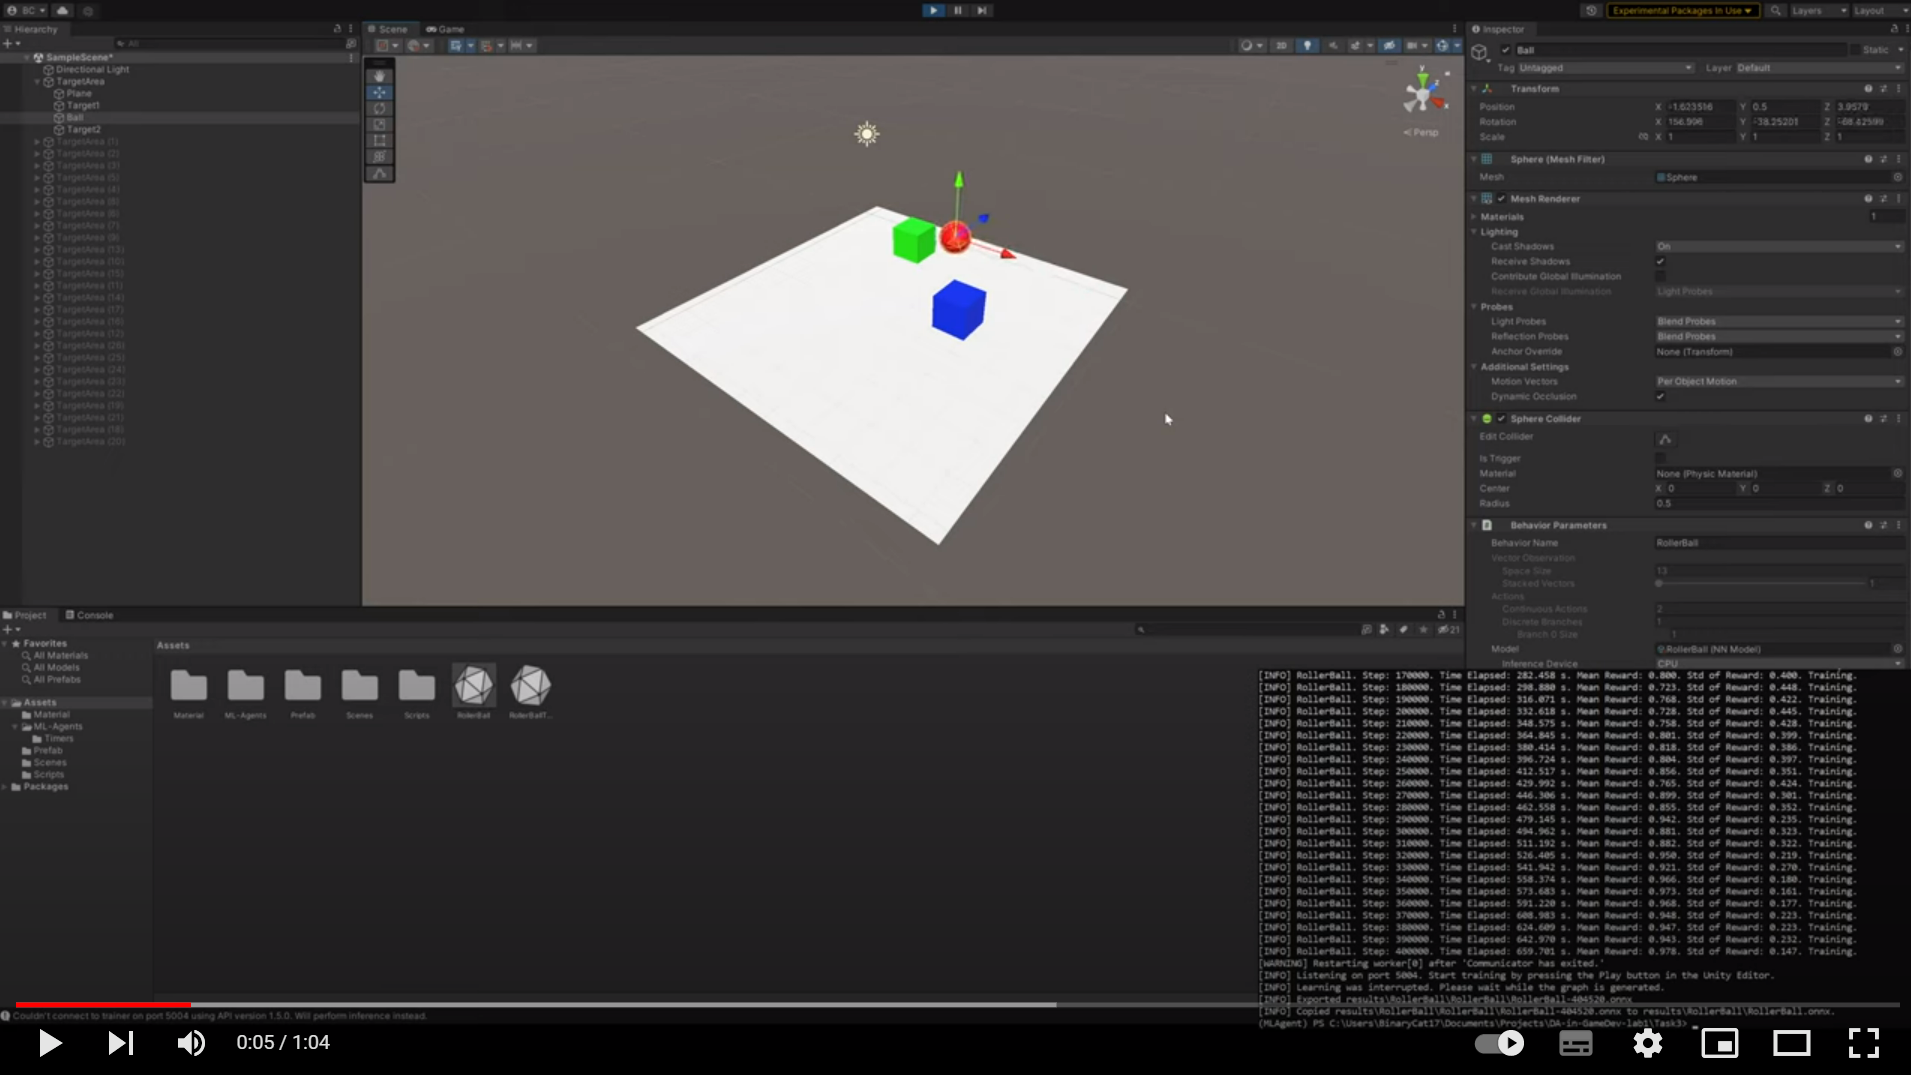 BC
Experimental Packages In Use
Layers
Layout
Hierarchy
Scene
Game
Inspector
All
SampleScene*
Directional Light
TargetArea
Plane
Target1
Ball
Target2
TargetArea (1)
TargetArea (2)
TargetArea (3)
TargetArea (5)
TargetArea (4)
TargetArea (8)
TargetArea (6)
TargetArea (7)
TargetArea (9)
TargetArea (13)
TargetArea (10)
TargetArea (15)
TargetArea (11)
TargetArea (14)
TargetArea (17)
TargetArea (16)
TargetArea (12)
TargetArea (26)
TargetArea (25)
TargetArea (24)
TargetArea (23)
TargetArea (22)
TargetArea (19)
TargetArea (21)
TargetArea (18)
TargetArea (20)
2D
y
x
z
Persp
Ball
Static
Tag Untagged Layer Default
Transform
Position X -1.623516 Y 0.5 Z 3.9579
Rotation X 156.996 Y -38.25201 Z -68.42599
Scale X 1 Y 1 Z 1
Sphere (Mesh Filter)
Mesh Sphere
Mesh Renderer
Materials 1
Lighting
Cast Shadows On
Receive Shadows
Contribute Global Illumination
Receive Global Illumination Light Probes
Probes
Light Probes Blend Probes
Reflection Probes Blend Probes
Anchor Override None (Transform)
Additional Settings
Motion Vectors Per Object Motion
Dynamic Occlusion
Sphere Collider
Edit Collider
Is Trigger
Material None (Physic Material)
Center X 0 Y 0 Z 0
Radius 0.5
Behavior Parameters
Behavior Name RollerBall
Vector Observation
Space Size 13
Stacked Vectors 1
Actions
Continuous Actions 2
Discrete Branches 1
Branch 0 Size 1
Model RollerBall (NN Model)
Inference Device CPU
Project
Console
21
Favorites
All Materials
All Models
All Prefabs
Assets
Material
ML-Agents
Timers
Prefab
Scenes
Scripts
Packages
Assets
Material
ML-Agents
Prefab
Scenes
Scripts
RollerBall
RollerBallT...
[INFO] RollerBall. Step: 170000. Time Elapsed: 282.458 s. Mean Reward: 0.800. Std of Reward: 0.400. Training.
[INFO] RollerBall. Step: 180000. Time Elapsed: 298.880 s. Mean Reward: 0.723. Std of Reward: 0.448. Training.
[INFO] RollerBall. Step: 190000. Time Elapsed: 316.071 s. Mean Reward: 0.768. Std of Reward: 0.422. Training.
[INFO] RollerBall. Step: 200000. Time Elapsed: 332.618 s. Mean Reward: 0.728. Std of Reward: 0.445. Training.
[INFO] RollerBall. Step: 210000. Time Elapsed: 348.575 s. Mean Reward: 0.758. Std of Reward: 0.428. Training.
[INFO] RollerBall. Step: 220000. Time Elapsed: 364.845 s. Mean Reward: 0.801. Std of Reward: 0.399. Training.
[INFO] RollerBall. Step: 230000. Time Elapsed: 380.414 s. Mean Reward: 0.818. Std of Reward: 0.386. Training.
[INFO] RollerBall. Step: 240000. Time Elapsed: 396.724 s. Mean Reward: 0.804. Std of Reward: 0.397. Training.
[INFO] RollerBall. Step: 250000. Time Elapsed: 412.517 s. Mean Reward: 0.856. Std of Reward: 0.351. Training.
[INFO] RollerBall. Step: 260000. Time Elapsed: 429.992 s. Mean Reward: 0.765. Std of Reward: 0.424. Training.
[INFO] RollerBall. Step: 270000. Time Elapsed: 446.306 s. Mean Reward: 0.899. Std of Reward: 0.301. Training.
[INFO] RollerBall. Step: 280000. Time Elapsed: 462.558 s. Mean Reward: 0.855. Std of Reward: 0.352. Training.
[INFO] RollerBall. Step: 290000. Time Elapsed: 479.145 s. Mean Reward: 0.942. Std of Reward: 0.235. Training.
[INFO] RollerBall. Step: 300000. Time Elapsed: 494.962 s. Mean Reward: 0.881. Std of Reward: 0.323. Training.
[INFO] RollerBall. Step: 310000. Time Elapsed: 511.192 s. Mean Reward: 0.882. Std of Reward: 0.322. Training.
[INFO] RollerBall. Step: 320000. Time Elapsed: 526.405 s. Mean Reward: 0.950. Std of Reward: 0.219. Training.
[INFO] RollerBall. Step: 330000. Time Elapsed: 541.942 s. Mean Reward: 0.921. Std of Reward: 0.270. Training.
[INFO] RollerBall. Step: 340000. Time Elapsed: 558.374 s. Mean Reward: 0.966. Std of Reward: 0.180. Training.
[INFO] RollerBall. Step: 350000. Time Elapsed: 573.683 s. Mean Reward: 0.973. Std of Reward: 0.161. Training.
[INFO] RollerBall. Step: 360000. Time Elapsed: 591.220 s. Mean Reward: 0.968. Std of Reward: 0.177. Training.
[INFO] RollerBall. Step: 370000. Time Elapsed: 608.983 s. Mean Reward: 0.948. Std of Reward: 0.223. Training.
[INFO] RollerBall. Step: 380000. Time Elapsed: 624.609 s. Mean Reward: 0.947. Std of Reward: 0.223. Training.
[INFO] RollerBall. Step: 390000. Time Elapsed: 642.970 s. Mean Reward: 0.943. Std of Reward: 0.232. Training.
[INFO] RollerBall. Step: 400000. Time Elapsed: 659.701 s. Mean Reward: 0.978. Std of Reward: 0.147. Training.
[WARNING] Restarting worker[0] after 'Communicator has exited.'
[INFO] Listening on port 5004. Start training by pressing the Play button in the Unity Editor.
[INFO] Learning was interrupted. Please wait while the graph is generated.
[INFO] Exported results\RollerBall\RollerBall\RollerBall-404520.onnx
[INFO] Copied results\RollerBall\RollerBall\RollerBall-404520.onnx to results\RollerBall\RollerBall.onnx.
(MLAgent) PS C:\Users\BinaryCat17\Documents\Projects\DA-in-GameDev-lab1\Task3>
Couldn't connect to trainer on port 5004 using API version 1.5.0. Will perform inference instead.
0:05 / 1:04